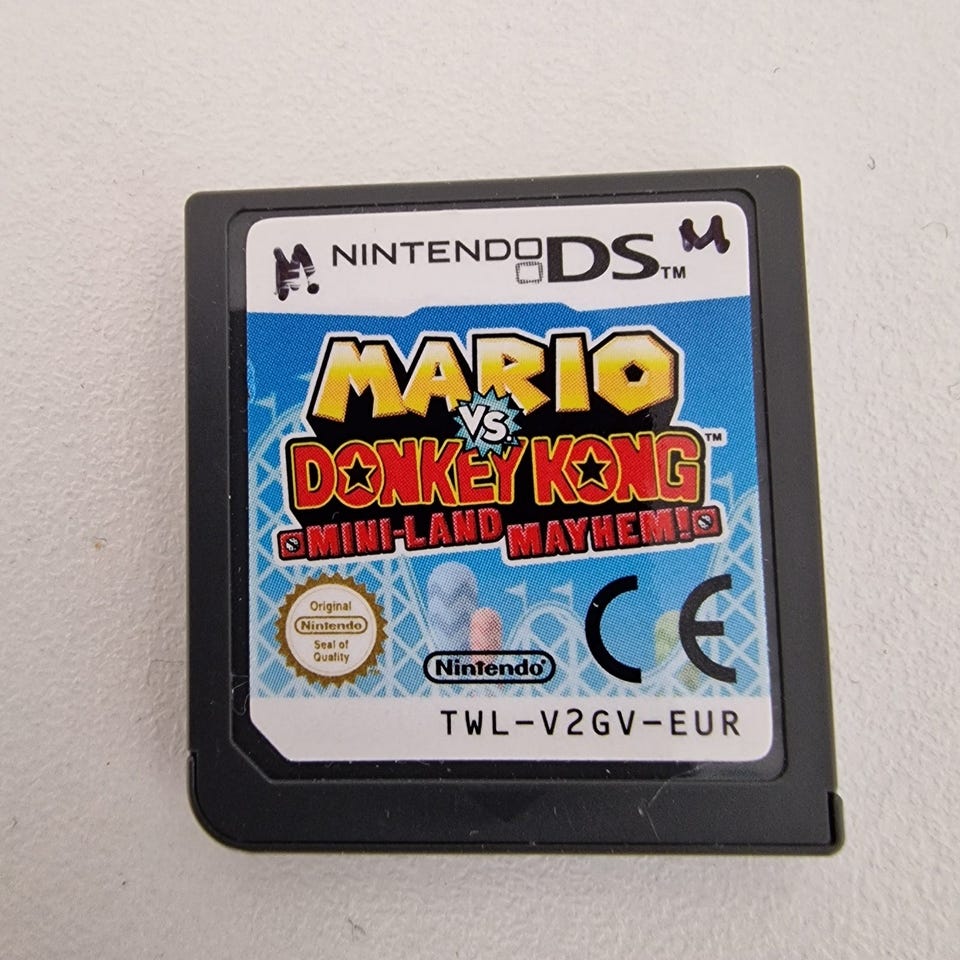 M NINTENDO DS™ M
MARIO
VS.
DONKEY KONG™
MINI-LAND MAYHEM!
Original
Nintendo
Seal of
Quality
Nintendo®
CE
TWL-V2GV-EUR